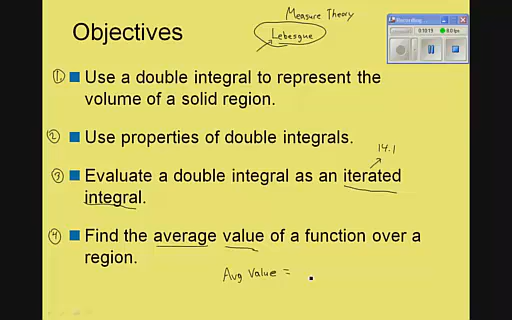 Measure Theory
Objectives
Lebesgue
① Use a double integral to represent the
volume of a solid region.
② Use properties of double integrals.
14.1
③ Evaluate a double integral as an iterated
integral.
④ Find the average value of a function over a
region.
Avg Value =